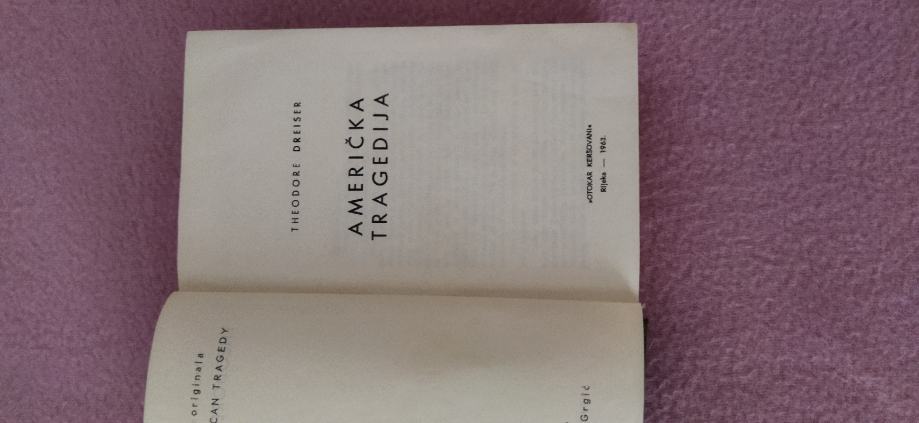 originala
CAN TRAGEDY
Grgić
THEODORE DREISER
AMERIČKA
TRAGEDIJA
»OTOKAR KERŠOVANI«
Rijeka — 1963.